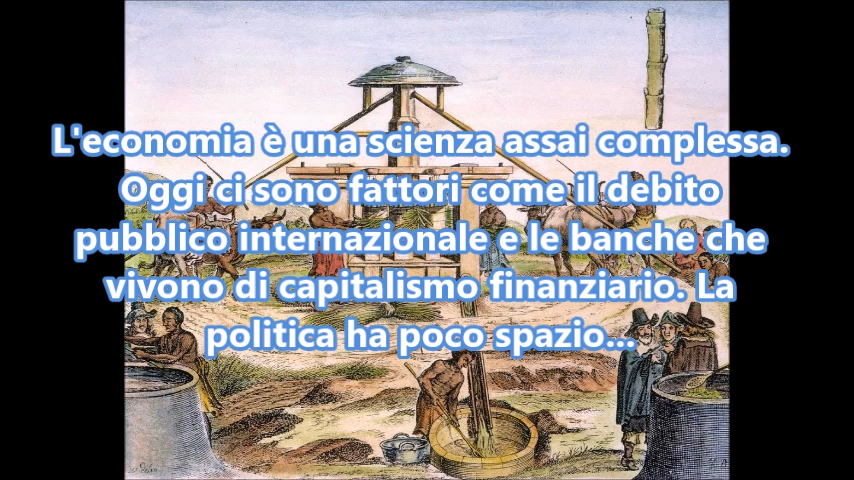 L'economia è una scienza assai complessa.
Oggi ci sono fattori come il debito
pubblico internazionale e le banche che
vivono di capitalismo finanziario. La
politica ha poco spazio...